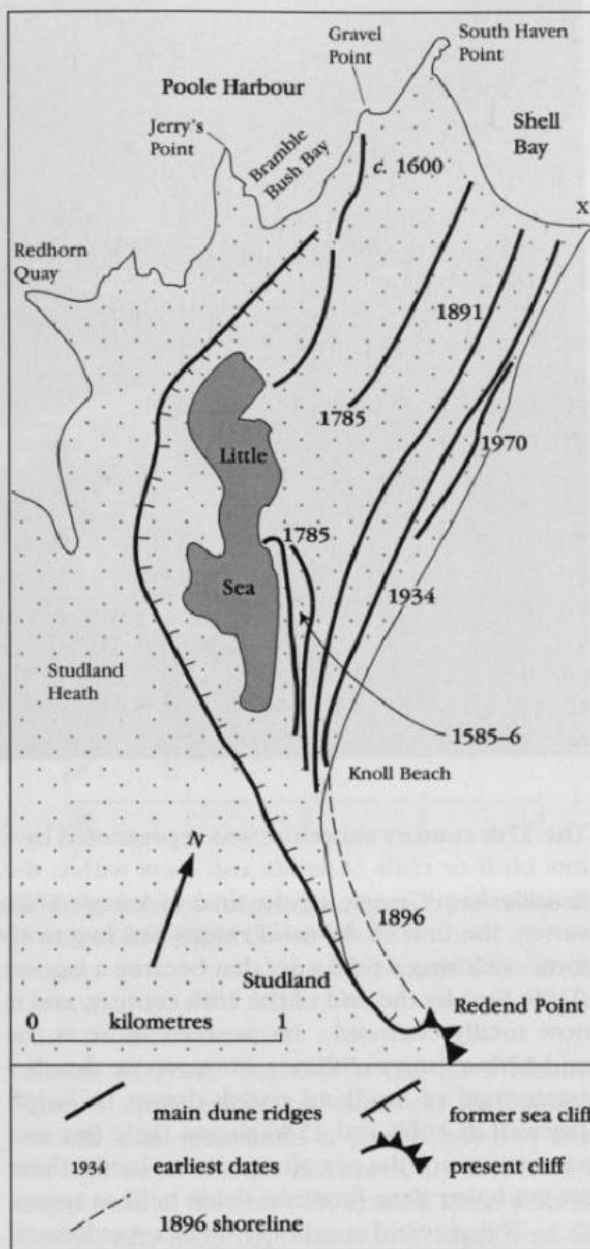 South Haven
Point
Gravel
Point
Poole Harbour
Jerry's
Point
Shell
Bay
Bramble
Bush Bay
c. 1600
X
Redhorn
Quay
1891
1785
1970
Little
1785
Sea
1934
Studland
Heath
1585–6
Knoll Beach
N
1896
Studland
Redend Point
0 kilometres 1
main dune ridges
former sea cliff
1934 earliest dates
present cliff
1896 shoreline